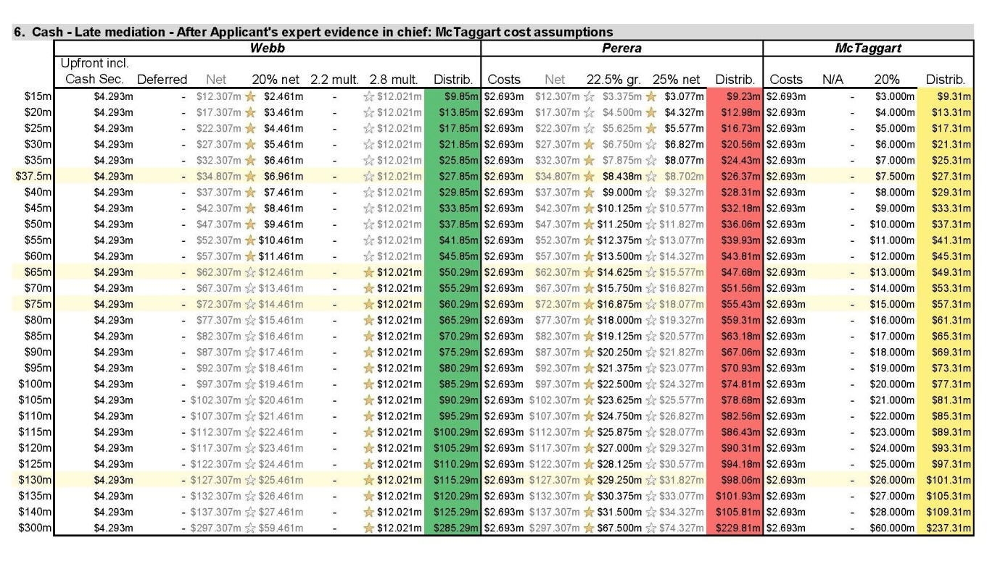 6. Cash - Late mediation - After Applicant's expert evidence in chief: McTaggart cost assumptions
Webb Perera McTaggart
Upfront incl.
Cash Sec. Deferred Net 20% net 2.2 mult. 2.8 mult. Distrib. Costs Net 22.5% gr. 25% net Distrib. Costs N/A 20% Distrib.
$15m $4.293m - $12.307m $2.461m - $12.021m $9.85m $2.693m $12.307m $3.375m $3.077m $9.23m $2.693m - $3.000m $9.31m
$20m $4.293m - $17.307m $3.461m - $12.021m $13.85m $2.693m $17.307m $4.500m $4.327m $12.98m $2.693m - $4.000m $13.31m
$25m $4.293m - $22.307m $4.461m - $12.021m $17.85m $2.693m $22.307m $5.625m $5.577m $16.73m $2.693m - $5.000m $17.31m
$30m $4.293m - $27.307m $5.461m - $12.021m $21.85m $2.693m $27.307m $6.750m $6.827m $20.56m $2.693m - $6.000m $21.31m
$35m $4.293m - $32.307m $6.461m - $12.021m $25.85m $2.693m $32.307m $7.875m $8.077m $24.43m $2.693m - $7.000m $25.31m
$37.5m $4.293m - $34.807m $6.961m - $12.021m $27.85m $2.693m $34.807m $8.438m $8.702m $26.37m $2.693m - $7.500m $27.31m
$40m $4.293m - $37.307m $7.461m - $12.021m $29.85m $2.693m $37.307m $9.000m $9.327m $28.31m $2.693m - $8.000m $29.31m
$45m $4.293m - $42.307m $8.461m - $12.021m $33.85m $2.693m $42.307m $10.125m $10.577m $32.18m $2.693m - $9.000m $33.31m
$50m $4.293m - $47.307m $9.461m - $12.021m $37.85m $2.693m $47.307m $11.250m $11.827m $36.06m $2.693m - $10.000m $37.31m
$55m $4.293m - $52.307m $10.461m - $12.021m $41.85m $2.693m $52.307m $12.375m $13.077m $39.93m $2.693m - $11.000m $41.31m
$60m $4.293m - $57.307m $11.461m - $12.021m $45.85m $2.693m $57.307m $13.500m $14.327m $43.81m $2.693m - $12.000m $45.31m
$65m $4.293m - $62.307m $12.461m - $12.021m $50.29m $2.693m $62.307m $14.625m $15.577m $47.68m $2.693m - $13.000m $49.31m
$70m $4.293m - $67.307m $13.461m - $12.021m $55.29m $2.693m $67.307m $15.750m $16.827m $51.56m $2.693m - $14.000m $53.31m
$75m $4.293m - $72.307m $14.461m - $12.021m $60.29m $2.693m $72.307m $16.875m $18.077m $55.43m $2.693m - $15.000m $57.31m
$80m $4.293m - $77.307m $15.461m - $12.021m $65.29m $2.693m $77.307m $18.000m $19.327m $59.31m $2.693m - $16.000m $61.31m
$85m $4.293m - $82.307m $16.461m - $12.021m $70.29m $2.693m $82.307m $19.125m $20.577m $63.18m $2.693m - $17.000m $65.31m
$90m $4.293m - $87.307m $17.461m - $12.021m $75.29m $2.693m $87.307m $20.250m $21.827m $67.06m $2.693m - $18.000m $69.31m
$95m $4.293m - $92.307m $18.461m - $12.021m $80.29m $2.693m $92.307m $21.375m $23.077m $70.93m $2.693m - $19.000m $73.31m
$100m $4.293m - $97.307m $19.461m - $12.021m $85.29m $2.693m $97.307m $22.500m $24.327m $74.81m $2.693m - $20.000m $77.31m
$105m $4.293m - $102.307m $20.461m - $12.021m $90.29m $2.693m $102.307m $23.625m $25.577m $78.68m $2.693m - $21.000m $81.31m
$110m $4.293m - $107.307m $21.461m - $12.021m $95.29m $2.693m $107.307m $24.750m $26.827m $82.56m $2.693m - $22.000m $85.31m
$115m $4.293m - $112.307m $22.461m - $12.021m $100.29m $2.693m $112.307m $25.875m $28.077m $86.43m $2.693m - $23.000m $89.31m
$120m $4.293m - $117.307m $23.461m - $12.021m $105.29m $2.693m $117.307m $27.000m $29.327m $90.31m $2.693m - $24.000m $93.31m
$125m $4.293m - $122.307m $24.461m - $12.021m $110.29m $2.693m $122.307m $28.125m $30.577m $94.18m $2.693m - $25.000m $97.31m
$130m $4.293m - $127.307m $25.461m - $12.021m $115.29m $2.693m $127.307m $29.250m $31.827m $98.06m $2.693m - $26.000m $101.31m
$135m $4.293m - $132.307m $26.461m - $12.021m $120.29m $2.693m $132.307m $30.375m $33.077m $101.93m $2.693m - $27.000m $105.31m
$140m $4.293m - $137.307m $27.461m - $12.021m $125.29m $2.693m $137.307m $31.500m $34.327m $105.81m $2.693m - $28.000m $109.31m
$300m $4.293m - $297.307m $59.461m - $12.021m $285.29m $2.693m $297.307m $67.500m $74.327m $229.81m $2.693m - $60.000m $237.31m